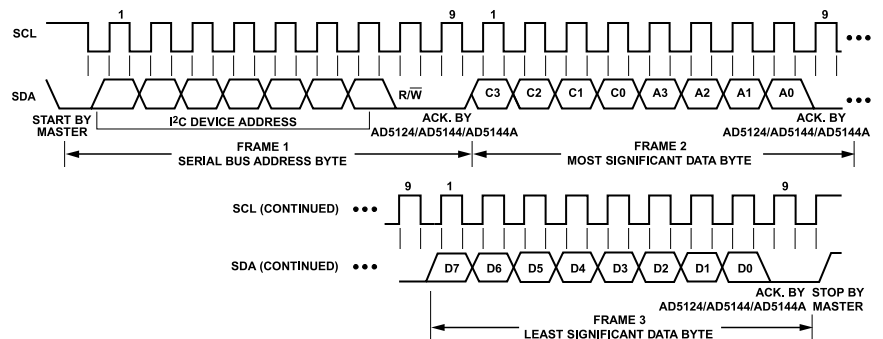 1 9 1 9
SCL
SDA R/W̅ C3 C2 C1 C0 A3 A2 A1 A0
START BY MASTER
I²C DEVICE ADDRESS
ACK. BY AD5124/AD5144/AD5144A
ACK. BY AD5124/AD5144/AD5144A
FRAME 1
SERIAL BUS ADDRESS BYTE
FRAME 2
MOST SIGNIFICANT DATA BYTE
9 1 9
SCL (CONTINUED)
SDA (CONTINUED) D7 D6 D5 D4 D3 D2 D1 D0
ACK. BY AD5124/AD5144/AD5144A
STOP BY MASTER
FRAME 3
LEAST SIGNIFICANT DATA BYTE